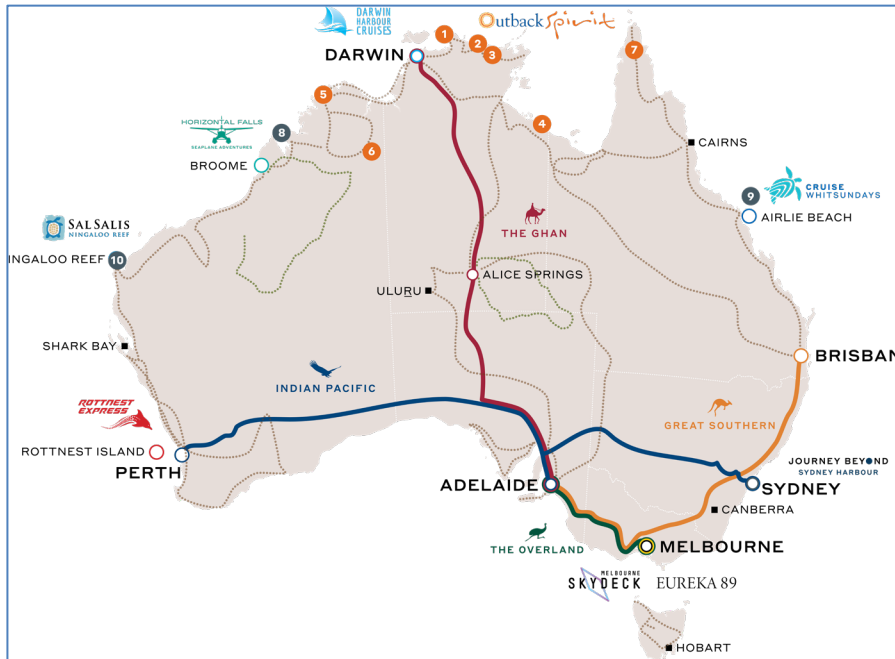 DARWIN
HARBOUR
CRUISES
Outback Spirit
1
2
3
7
DARWIN
5
4
HORIZONTAL FALLS
SEAPLANE ADVENTURES
8
6
CAIRNS
BROOME
9
CRUISE
WHITSUNDAYS
AIRLIE BEACH
SAL SALIS
NINGALOO REEF
THE GHAN
INGALOO REEF
10
ALICE SPRINGS
ULURU
SHARK BAY
BRISBAN
INDIAN PACIFIC
ROTTNEST
EXPRESS
GREAT SOUTHERN
ROTTNEST ISLAND
PERTH
JOURNEY BEYOND
SYDNEY HARBOUR
ADELAIDE
SYDNEY
CANBERRA
THE OVERLAND
MELBOURNE
MELBOURNE
SKYDECK
EUREKA 89
HOBART